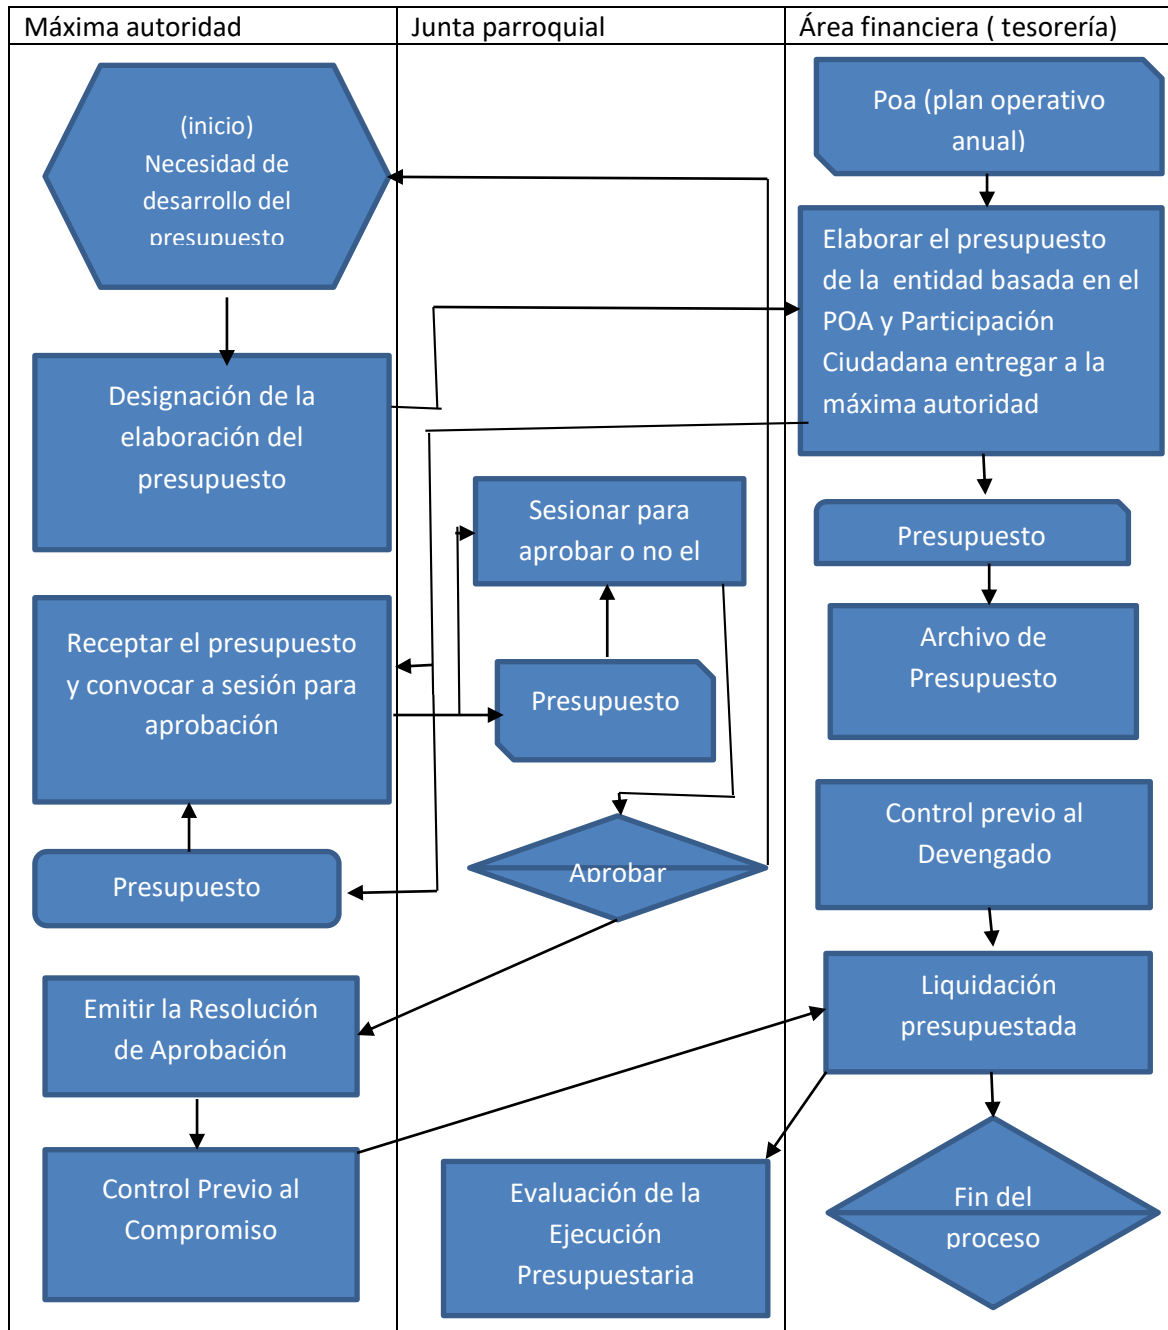 Máxima autoridad
Junta parroquial
Área financiera ( tesorería)
(inicio)
Necesidad de
desarrollo del
presupuesto
Designación de la
elaboración del
presupuesto
Receptar el presupuesto
y convocar a sesión para
aprobación
Presupuesto
Emitir la Resolución
de Aprobación
Control Previo al
Compromiso
Sesionar para
aprobar o no el
Presupuesto
Aprobar
Evaluación de la
Ejecución
Presupuestaria
Poa (plan operativo
anual)
Elaborar el presupuesto
de la entidad basada en el
POA y Participación
Ciudadana entregar a la
máxima autoridad
Presupuesto
Archivo de
Presupuesto
Control previo al
Devengado
Liquidación
presupuestada
Fin del
proceso